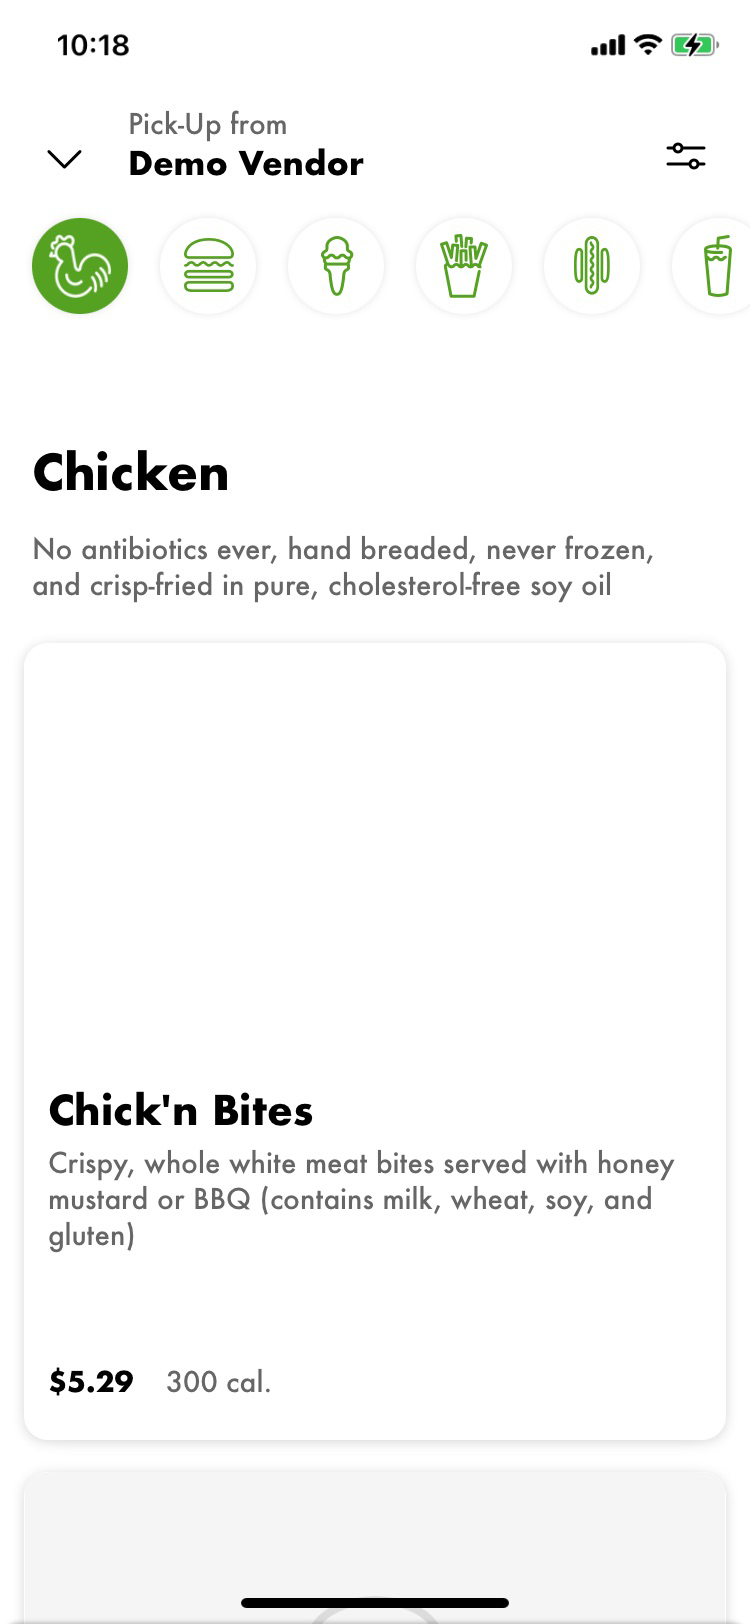 10:18
Pick-Up from
Demo Vendor
Chicken
No antibiotics ever, hand breaded, never frozen,
and crisp-fried in pure, cholesterol-free soy oil
Chick'n Bites
Crispy, whole white meat bites served with honey
mustard or BBQ (contains milk, wheat, soy, and
gluten)
$5.29 300 cal.